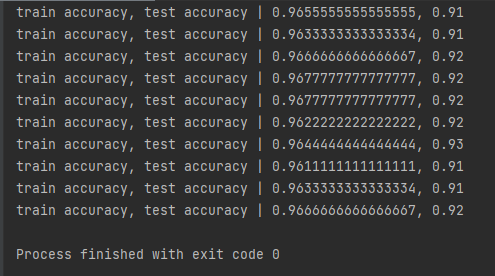 train accuracy, test accuracy | 0.9655555555555555, 0.91
train accuracy, test accuracy | 0.9633333333333334, 0.91
train accuracy, test accuracy | 0.9666666666666667, 0.92
train accuracy, test accuracy | 0.9677777777777777, 0.92
train accuracy, test accuracy | 0.9677777777777777, 0.92
train accuracy, test accuracy | 0.9622222222222222, 0.92
train accuracy, test accuracy | 0.9644444444444444, 0.93
train accuracy, test accuracy | 0.9611111111111111, 0.91
train accuracy, test accuracy | 0.9633333333333334, 0.91
train accuracy, test accuracy | 0.9666666666666667, 0.92
Process finished with exit code 0